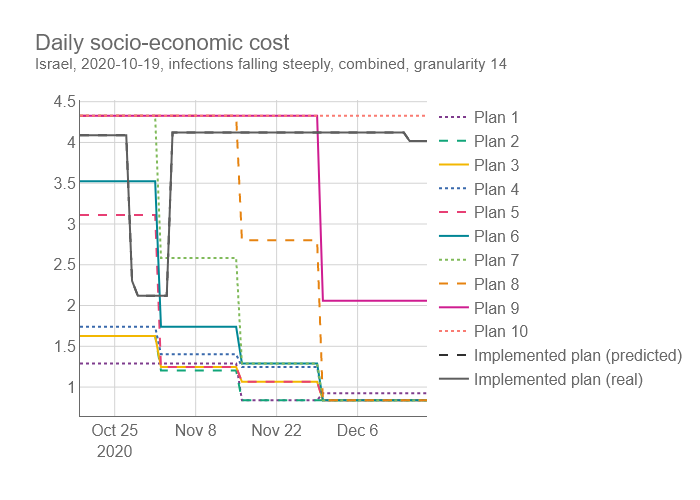 Daily socio-economic cost
Israel, 2020-10-19, infections falling steeply, combined, granularity 14
4.5
4
3.5
3
2.5
2
1.5
1
Oct 25
2020
Nov 8
Nov 22
Dec 6
Plan 1
Plan 2
Plan 3
Plan 4
Plan 5
Plan 6
Plan 7
Plan 8
Plan 9
Plan 10
Implemented plan (predicted)
Implemented plan (real)